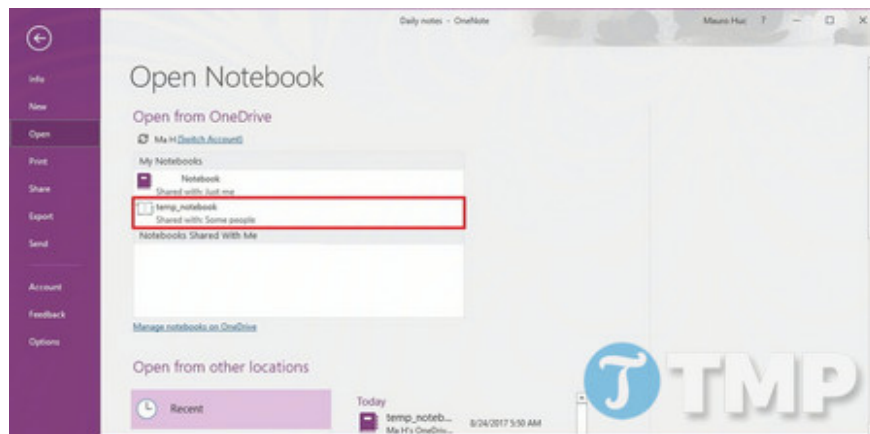 Daily notes - OneNote
Mauro Huc ?
Info
New
Open
Print
Share
Export
Send
Account
Feedback
Options
Open Notebook
Open from OneDrive
Ma H (Switch Account)
My Notebooks
Notebook
Shared with: Just me
temp_notebook
Shared with: Some people
Notebooks Shared With Me
Manage notebooks on OneDrive
Open from other locations
Recent
Today
temp_noteb...
8/24/2017 5:50 AM
Ma H's OneDriv...
T TMP